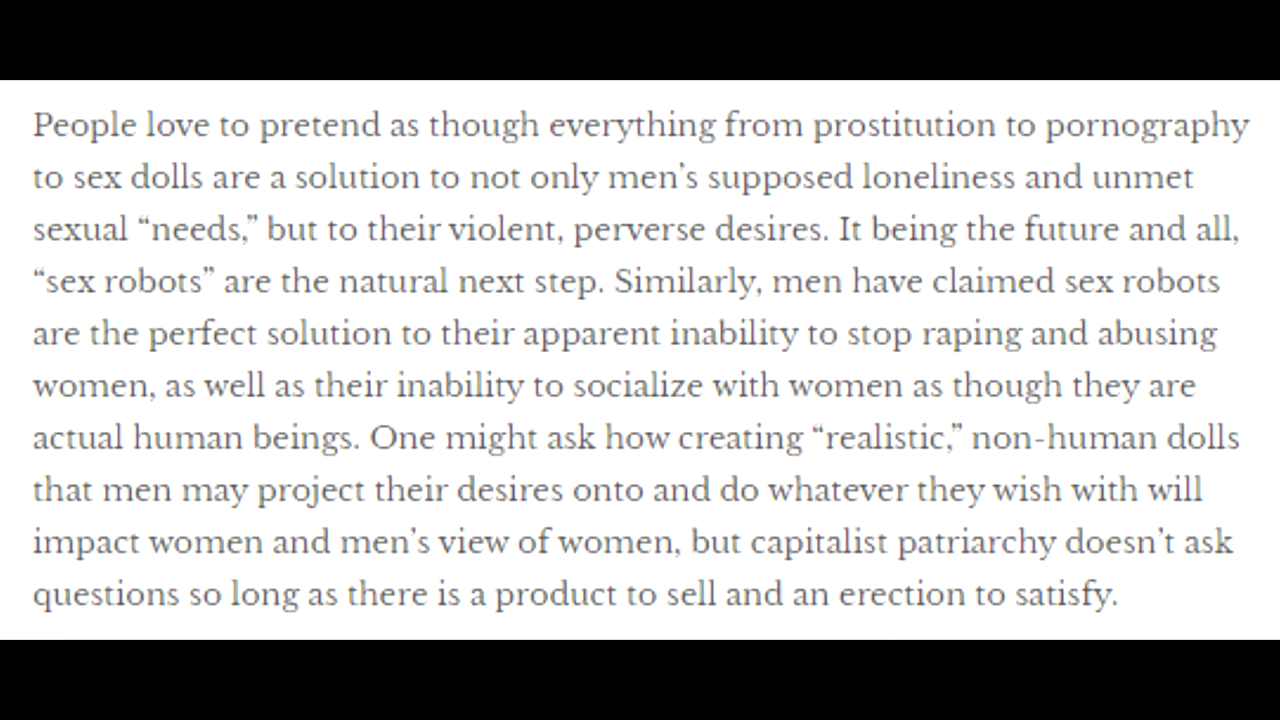 People love to pretend as though everything from prostitution to pornography
to sex dolls are a solution to not only men’s supposed loneliness and unmet
sexual “needs,” but to their violent, perverse desires. It being the future and all,
“sex robots” are the natural next step. Similarly, men have claimed sex robots
are the perfect solution to their apparent inability to stop raping and abusing
women, as well as their inability to socialize with women as though they are
actual human beings. One might ask how creating “realistic,” non-human dolls
that men may project their desires onto and do whatever they wish with will
impact women and men’s view of women, but capitalist patriarchy doesn’t ask
questions so long as there is a product to sell and an erection to satisfy.